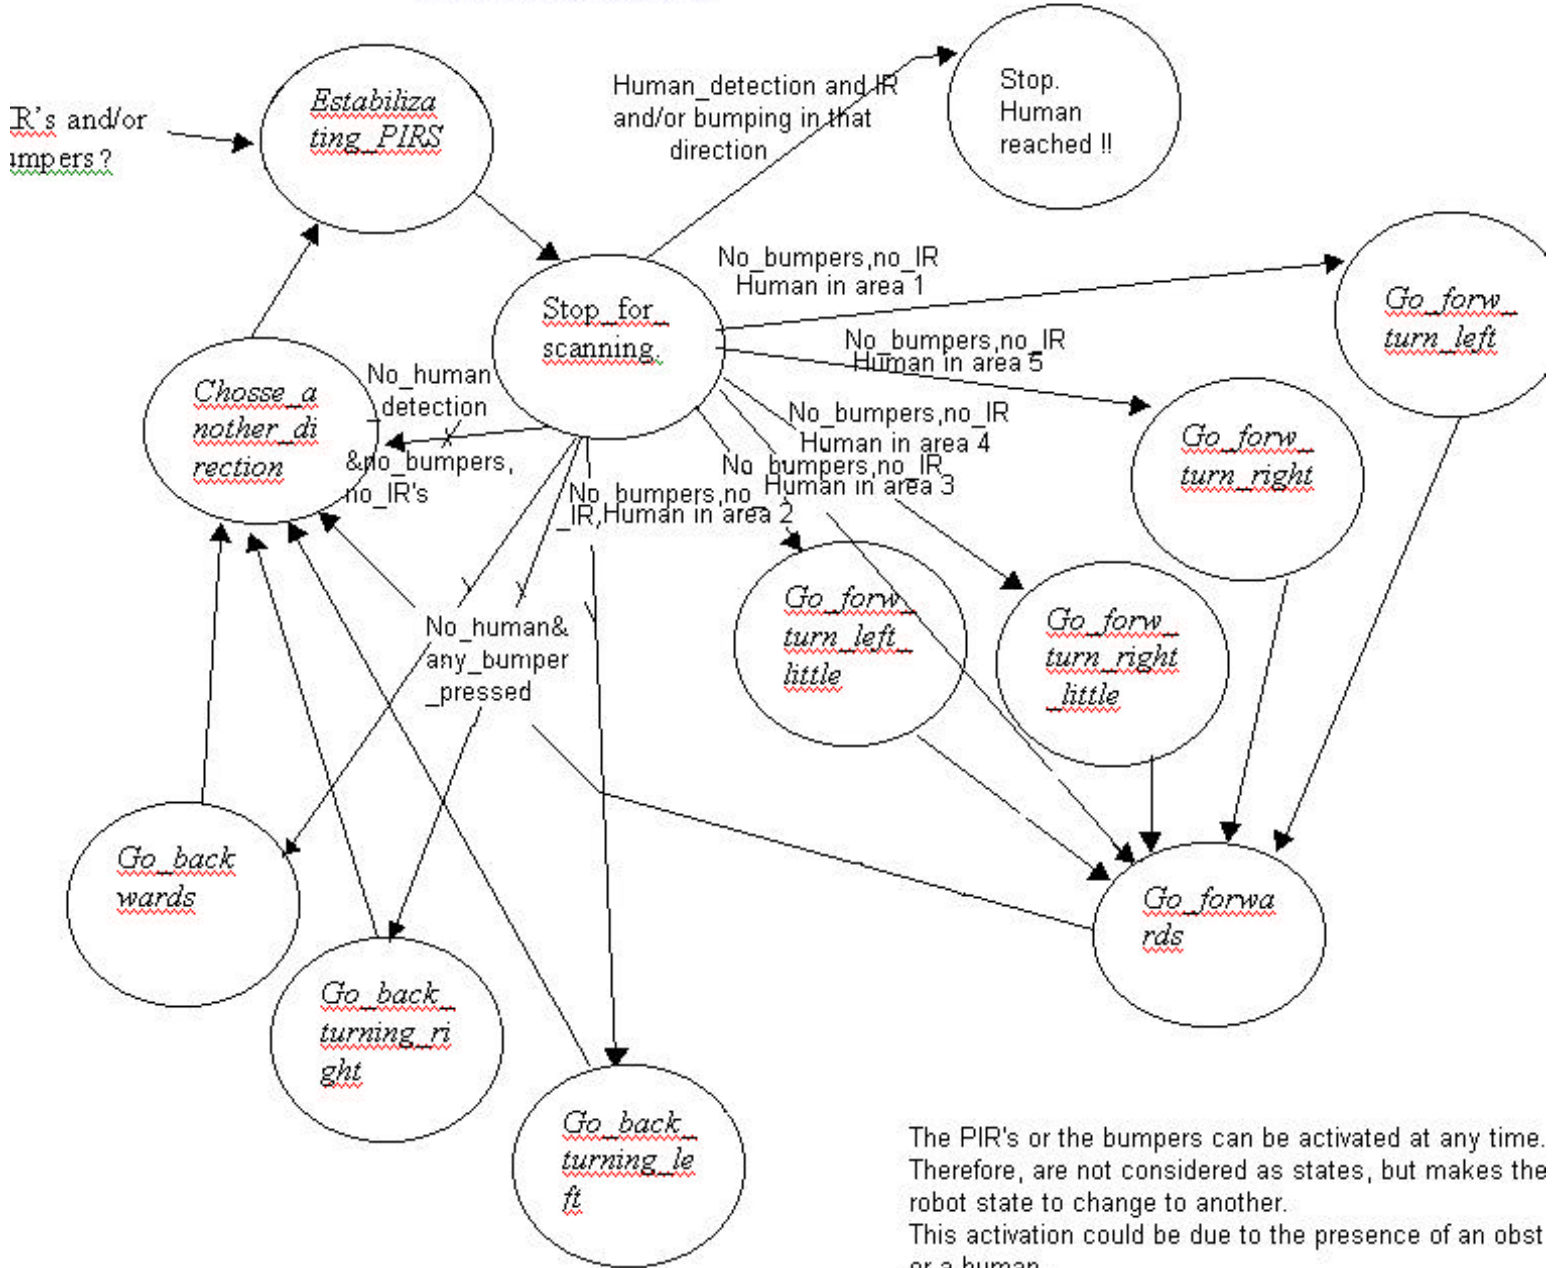 R's and/or
umpers?
Estabiliza
ting_PIRS
Human_detection and IR
and/or bumping in that
direction
Stop.
Human
reached !!
No_bumpers,no_IR
Human in area 1
Go_forw_
turn_left
Stop_for_
scanning.
No_bumpers,no_IR
Human in area 5
Chosse_a
nother_di
rection
No_human
_detection
&no_bumpers,
no_IR's
No_bumpers,no_IR
Human in area 4
Go_forw_
turn_right
No_bumpers,no_IR
Human in area 3
No_bumpers,no_
_IR,Human in area 2
Go_forw_
turn_left_
little
Go_forw_
turn_right
_little
No_human&
any_bumper
_pressed
Go_back
wards
Go_forwa
rds
Go_back_
turning_ri
ght
Go_back_
turning_le
ft
The PIR's or the bumpers can be activated at any time.
Therefore, are not considered as states, but makes the
robot state to change to another.
This activation could be due to the presence of an obst
or a human